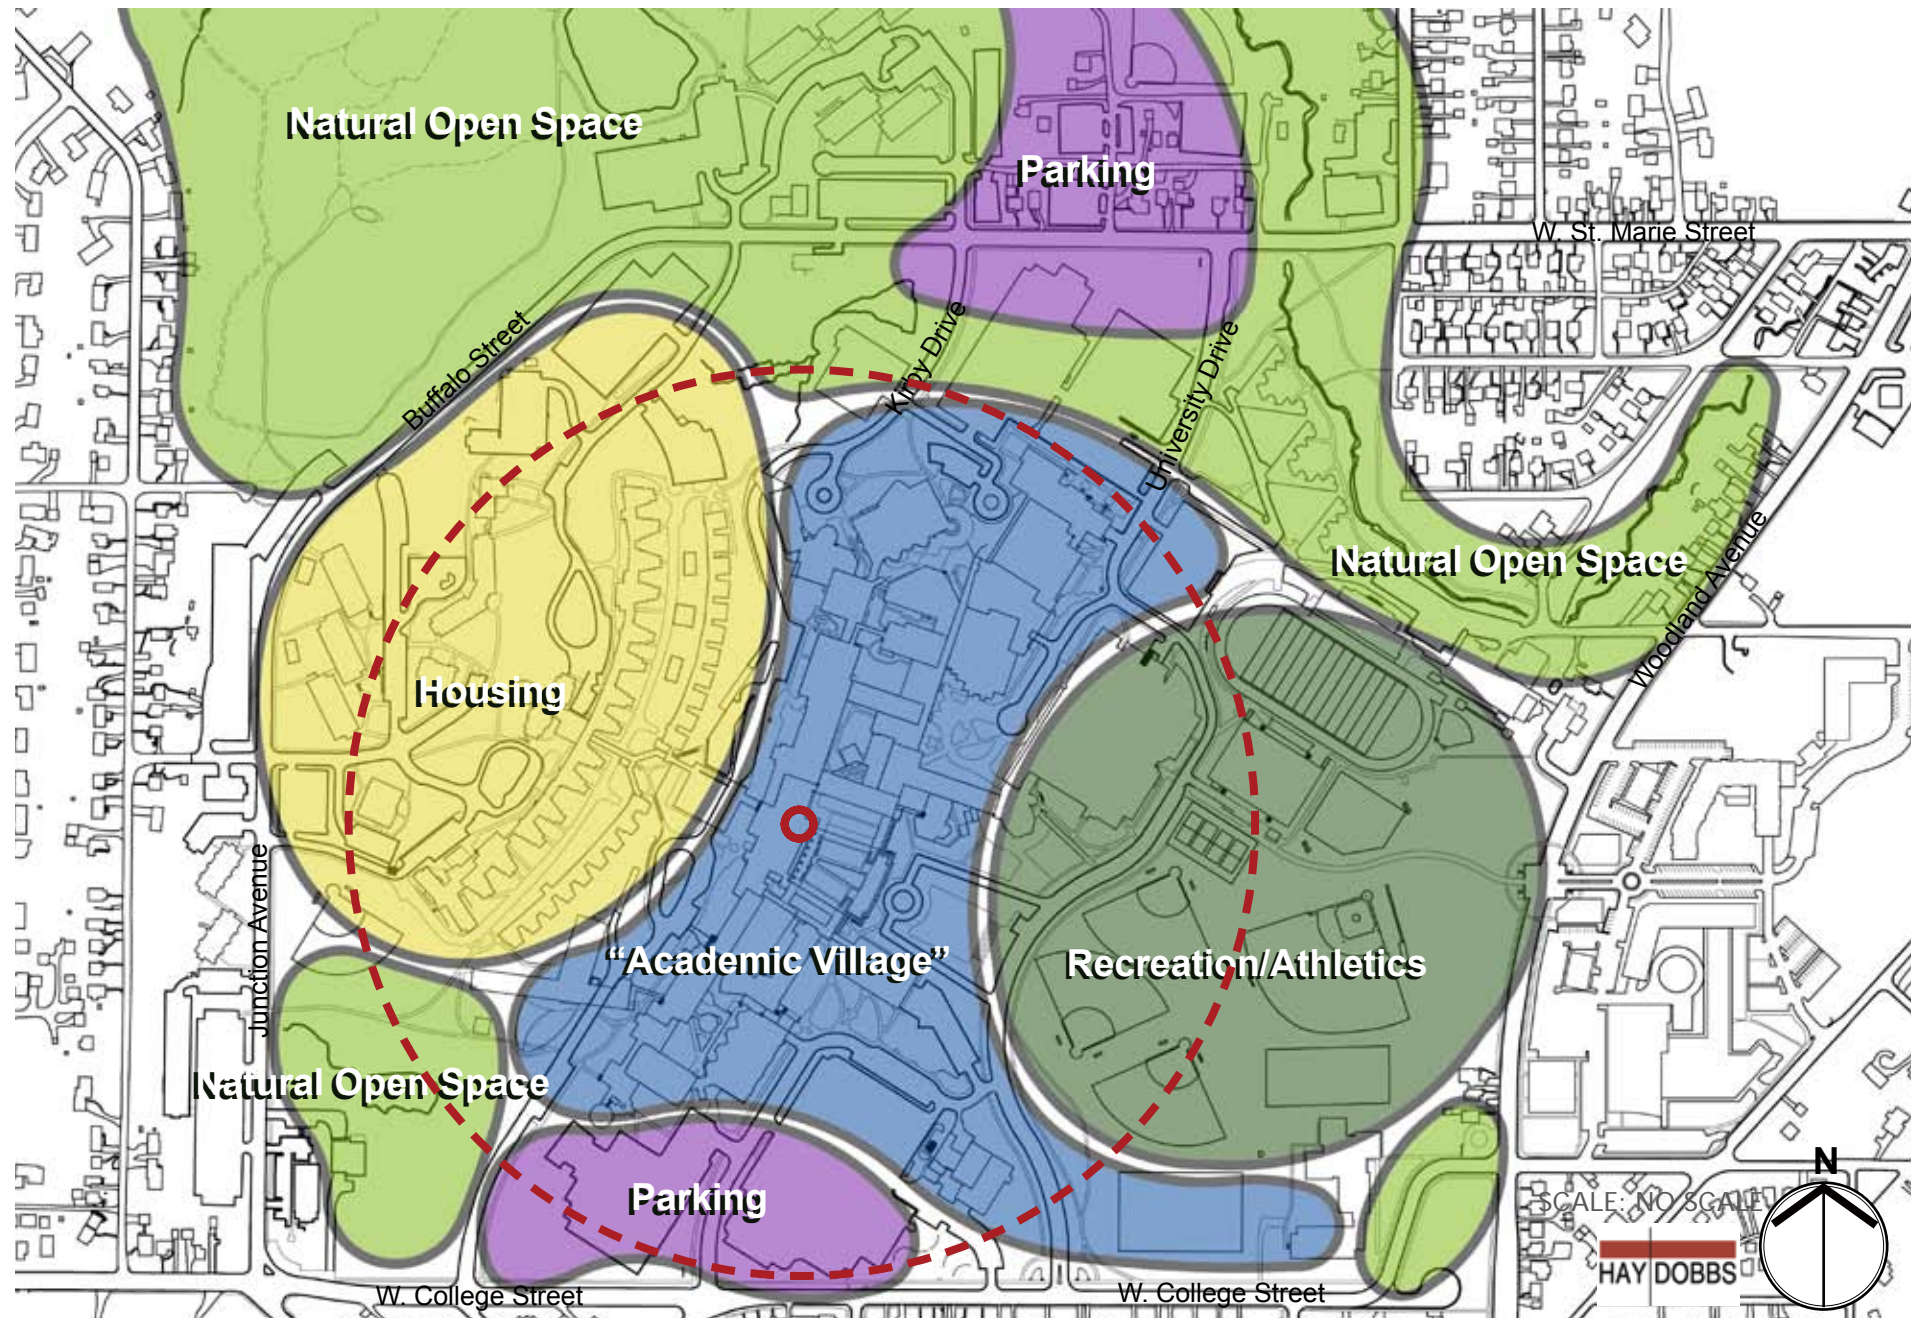 Natural Open Space
Parking
W. St. Marie Street
Buffalo Street
Kirby Drive
University Drive
Natural Open Space
Woodland Avenue
Housing
Junction Avenue
“Academic Village”
Recreation/Athletics
Natural Open Space
Parking
N
SCALE: NO SCALE
HAY DOBBS
W. College Street
W. College Street